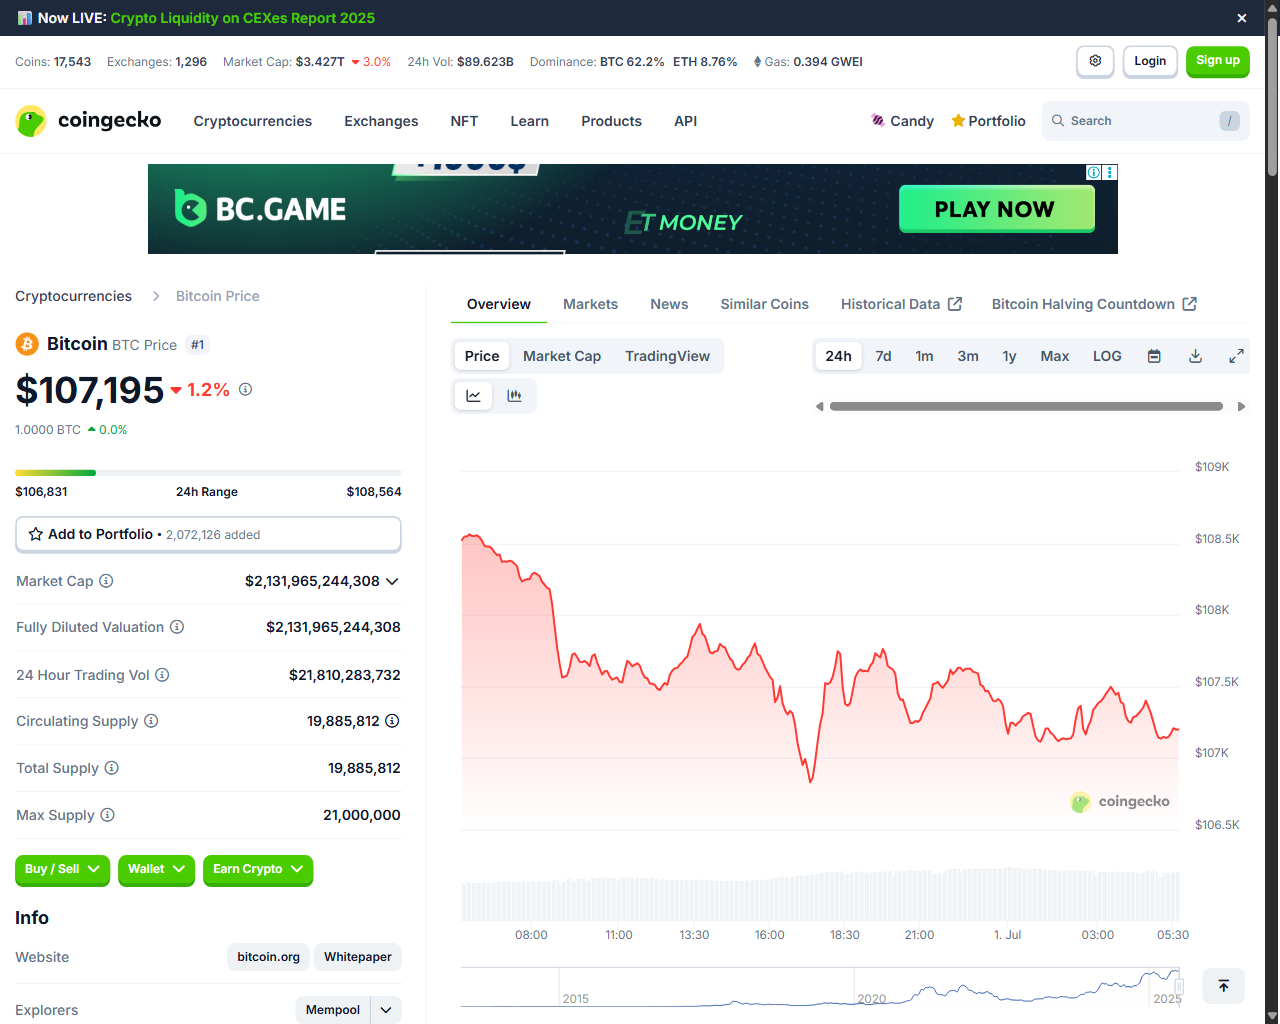 Now LIVE: Crypto Liquidity on CEXes Report 2025
Coins: 17,543 Exchanges: 1,296 Market Cap: $3.427T 3.0% 24h Vol: $89.623B Dominance: BTC 62.2% ETH 8.76% Gas: 0.394 GWEI
Login
Sign up
coingecko
Cryptocurrencies Exchanges NFT Learn Products API
Candy Portfolio Search /
BC.GAME
ET MONEY
PLAY NOW
Cryptocurrencies > Bitcoin Price
Bitcoin BTC Price #1
$107,195 1.2%
1.0000 BTC 0.0%
$106,831 24h Range $108,564
Add to Portfolio • 2,072,126 added
Market Cap $2,131,965,244,308
Fully Diluted Valuation $2,131,965,244,308
24 Hour Trading Vol $21,810,283,732
Circulating Supply 19,885,812
Total Supply 19,885,812
Max Supply 21,000,000
Buy / Sell Wallet Earn Crypto
Info
Website bitcoin.org Whitepaper
Explorers Mempool
Overview Markets News Similar Coins Historical Data Bitcoin Halving Countdown
Price Market Cap TradingView
24h 7d 1m 3m 1y Max LOG
$109K
$108.5K
$108K
$107.5K
$107K
$106.5K
coingecko
08:00 11:00 13:30 16:00 18:30 21:00 1. Jul 03:00 05:30
2015 2020 2025